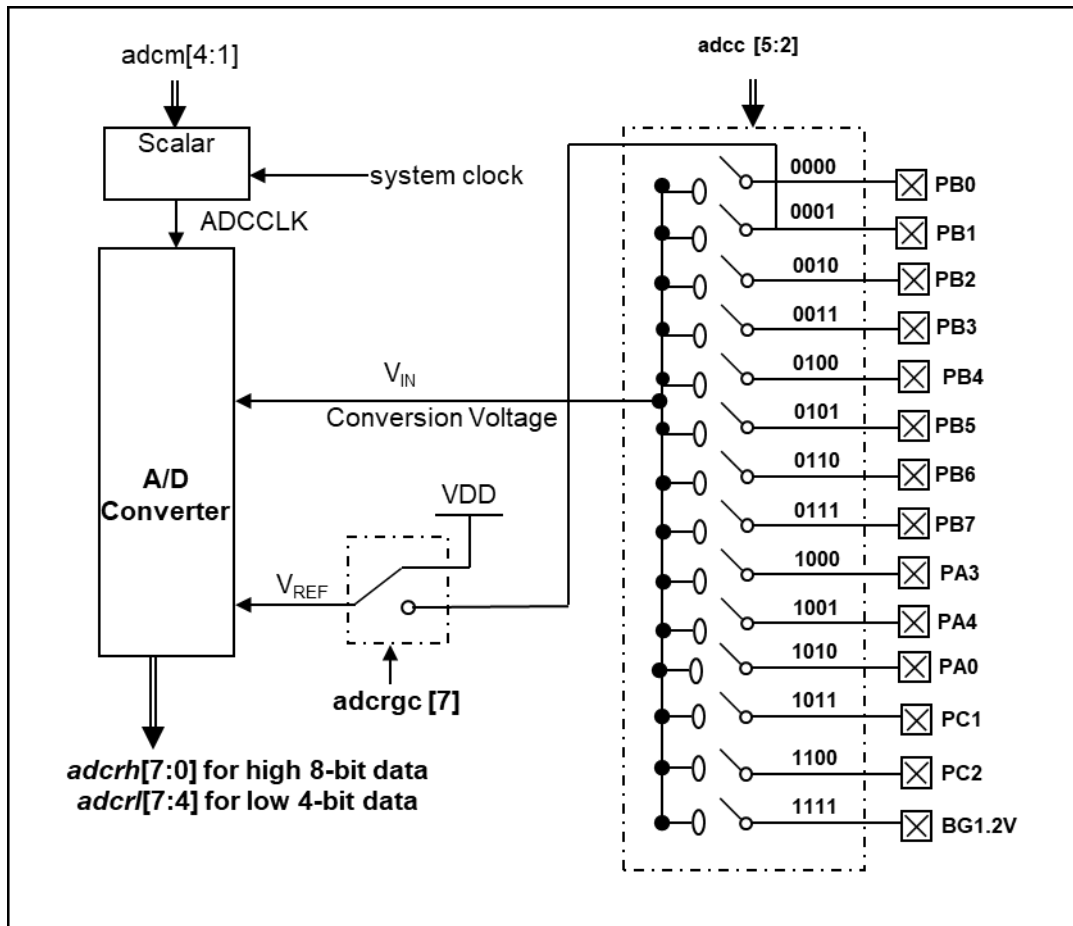 adcm[4:1]
adcc [5:2]
Scalar
system clock
ADCCLK
0000 PB0
0001 PB1
0010 PB2
0011 PB3
0100 PB4
V_IN
Conversion Voltage
0101 PB5
0110 PB6
A/D
Converter
VDD
0111 PB7
1000 PA3
V_REF
1001 PA4
1010 PA0
adcrgc [7]
1011 PC1
1100 PC2
1111 BG1.2V
adcrh[7:0] for high 8-bit data
adcrl[7:4] for low 4-bit data